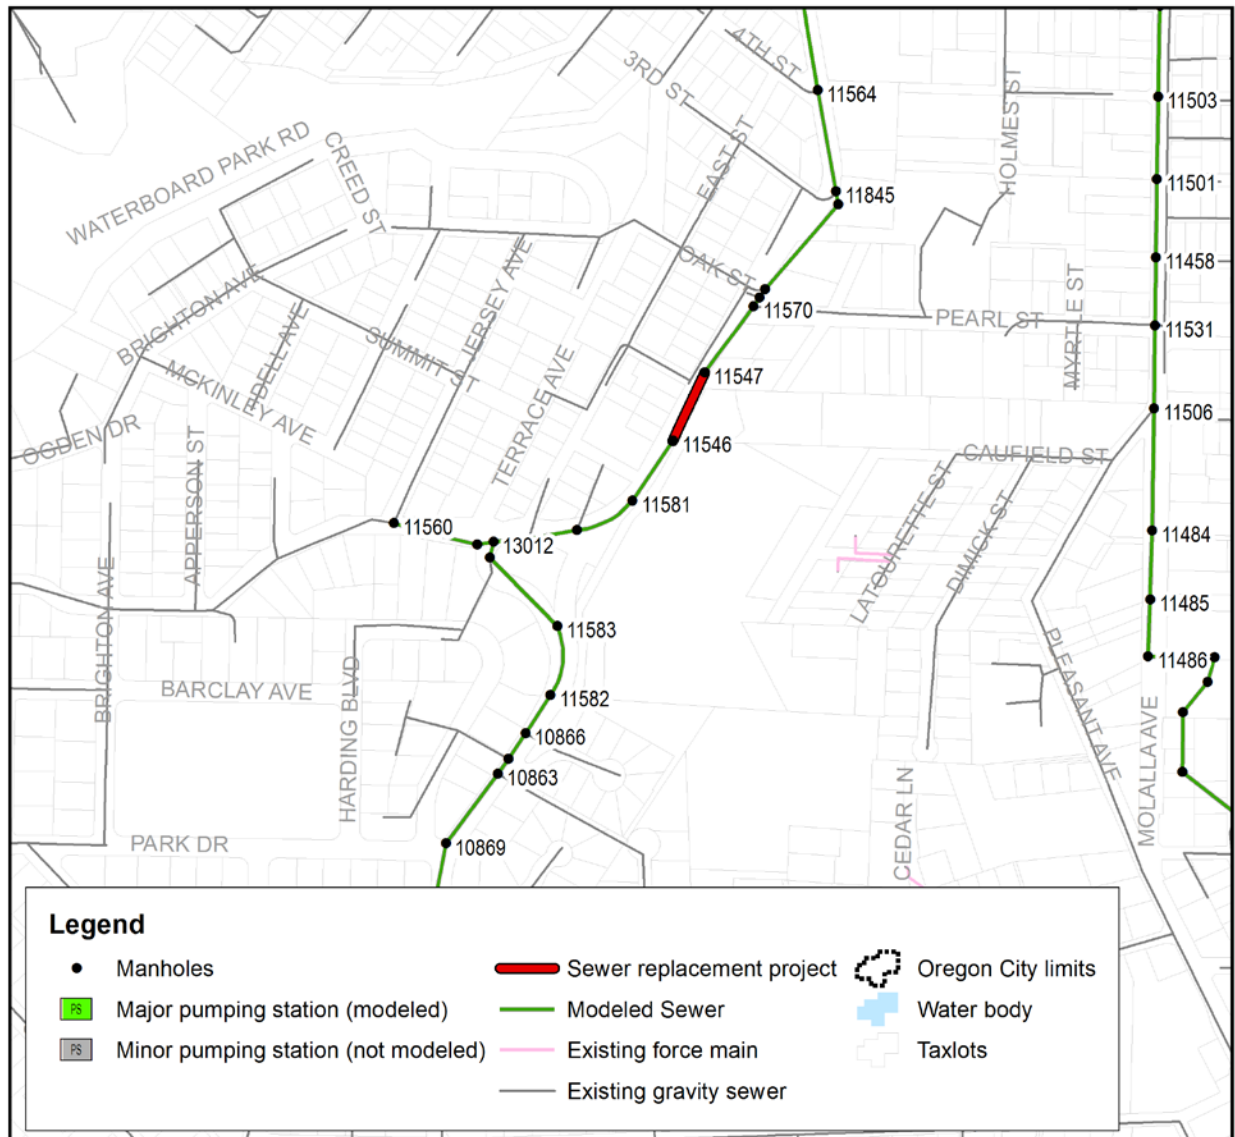 4TH ST
3RD ST
11564
HOLMES ST
11503
WATERBOARD PARK RD
CREED ST
EAST ST
11845
11501
OAK ST
11458
BRIGHTON AVE
JERSEY AVE
11570
PEARL ST
MYRTLE ST
11531
IDELL AVE
SUMMIT ST
MCKINLEY AVE
TERRACE AVE
11547
11506
OGDEN DR
11546
CAUFIELD ST
APPERSON ST
11581
LATOURETTE ST
DIMICK ST
11560
13012
11484
BRIGHTON AVE
11583
11485
PLEASANT AVE
11486
BARCLAY AVE
HARDING BLVD
11582
10866
MOLALLA AVE
10863
CEDAR LN
PARK DR
10869
Legend
Manholes
Sewer replacement project
Oregon City limits
PS
Major pumping station (modeled)
Modeled Sewer
Water body
PS
Minor pumping station (not modeled)
Existing force main
Taxlots
Existing gravity sewer